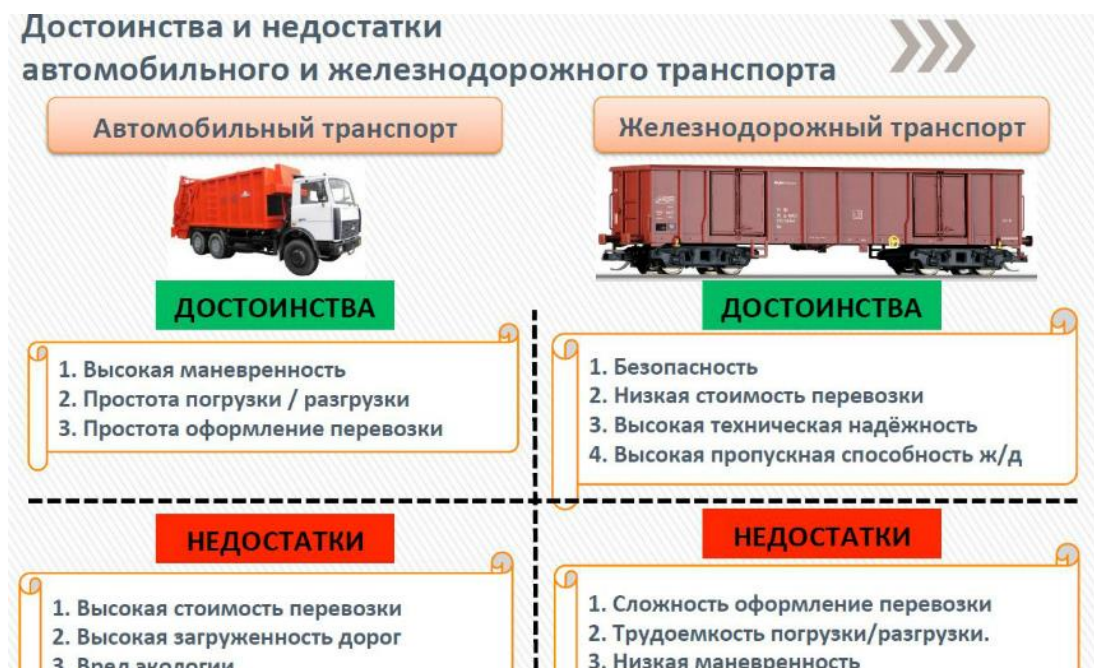 Достоинства и недостатки
автомобильного и железнодорожного транспорта
Автомобильный транспорт
Железнодорожный транспорт
ДОСТОИНСТВА
1. Высокая маневренность
2. Простота погрузки / разгрузки
3. Простота оформление перевозки
ДОСТОИНСТВА
1. Безопасность
2. Низкая стоимость перевозки
3. Высокая техническая надёжность
4. Высокая пропускная способность ж/д
НЕДОСТАТКИ
1. Высокая стоимость перевозки
2. Высокая загруженность дорог
3. Вред экологии
НЕДОСТАТКИ
1. Сложность оформление перевозки
2. Трудоемкость погрузки/разгрузки.
3. Низкая маневренность